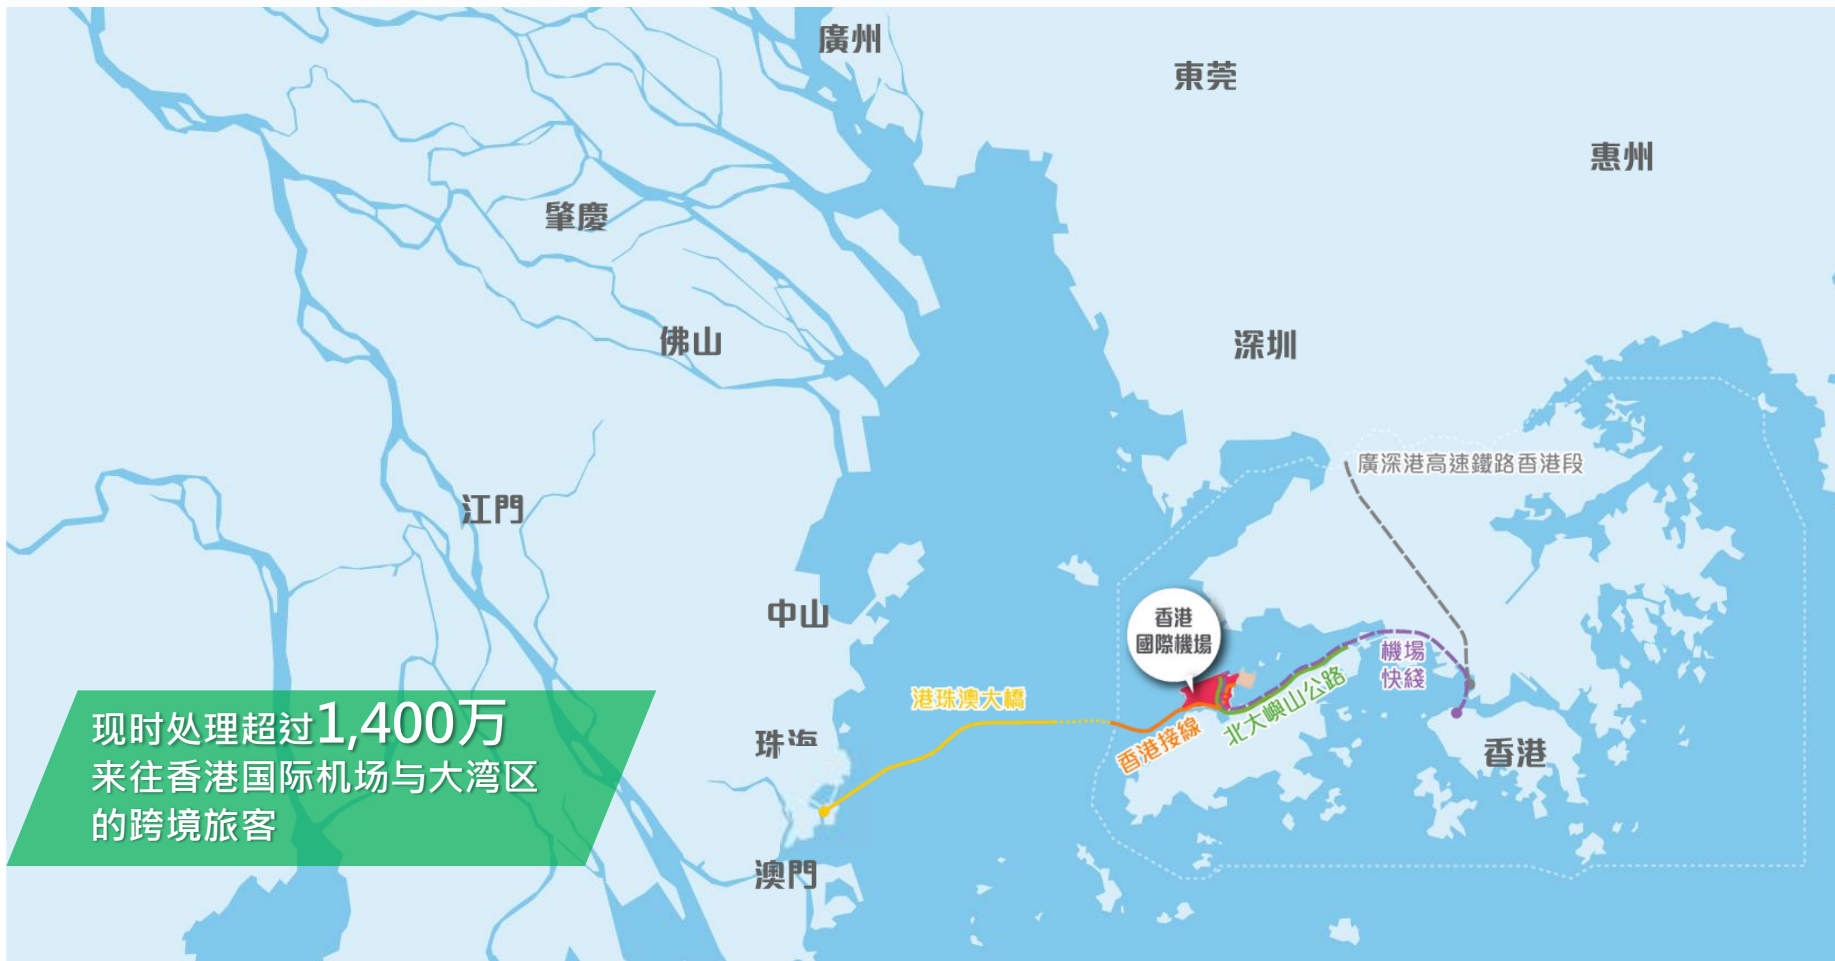 廣州
東莞
惠州
肇慶
佛山
深圳
廣深港高速鐵路香港段
江門
中山
香港
國際機場
機場
快綫
港珠澳大橋
香港接線
北大嶼山公路
香港
珠海
澳門
现时处理超过1,400万
来往香港国际机场与大湾区
的跨境旅客